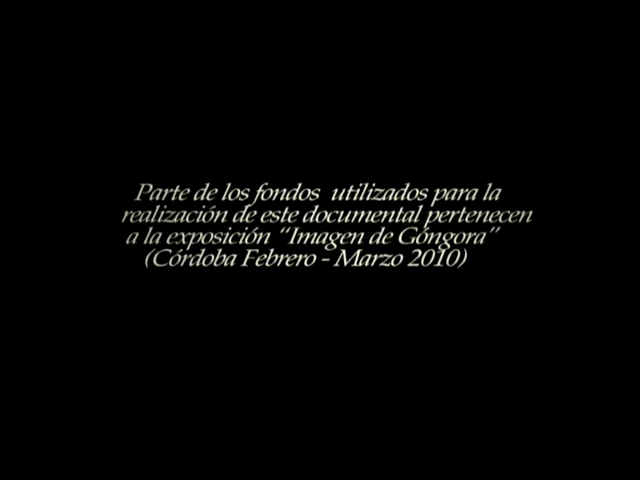 Parte de los fondos utilizados para la
realización de este documental pertenecen
a la exposición “Imagen de Góngora”
(Córdoba Febrero - Marzo 2010)